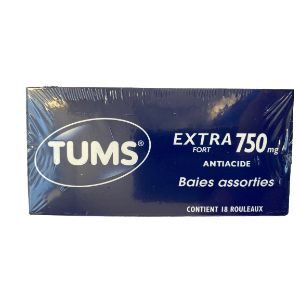 TUMS®
EXTRA 750 mg
FORT
ANTIACIDE
Baies assorties
CONTIENT 18 ROULEAUX